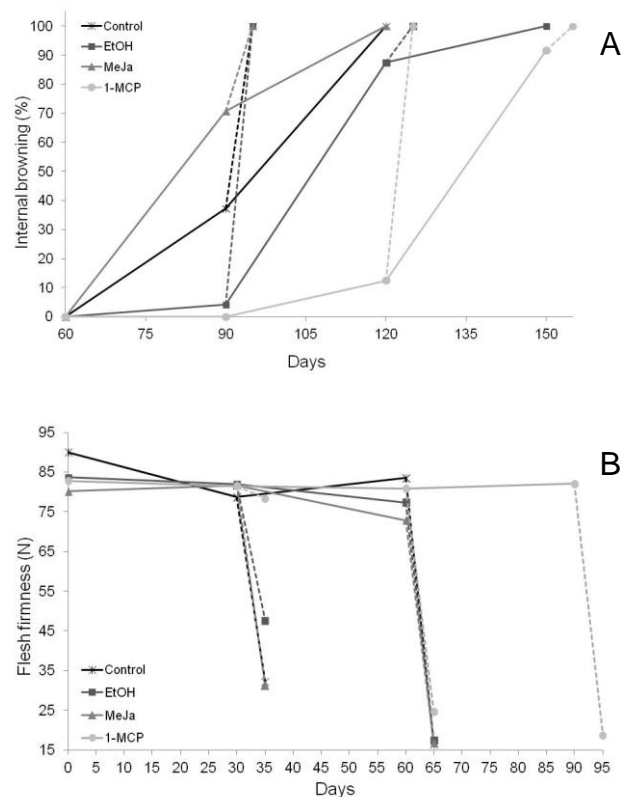 A
Control
EtOH
MeJa
1-MCP
Internal browning (%)
100
90
80
70
60
50
40
30
20
10
0
60 75 90 105 120 135 150
Days
B
Flesh firmness (N)
95
85
75
65
55
45
35
25
15
Control
EtOH
MeJa
1-MCP
0 5 10 15 20 25 30 35 40 45 50 55 60 65 70 75 80 85 90 95
Days